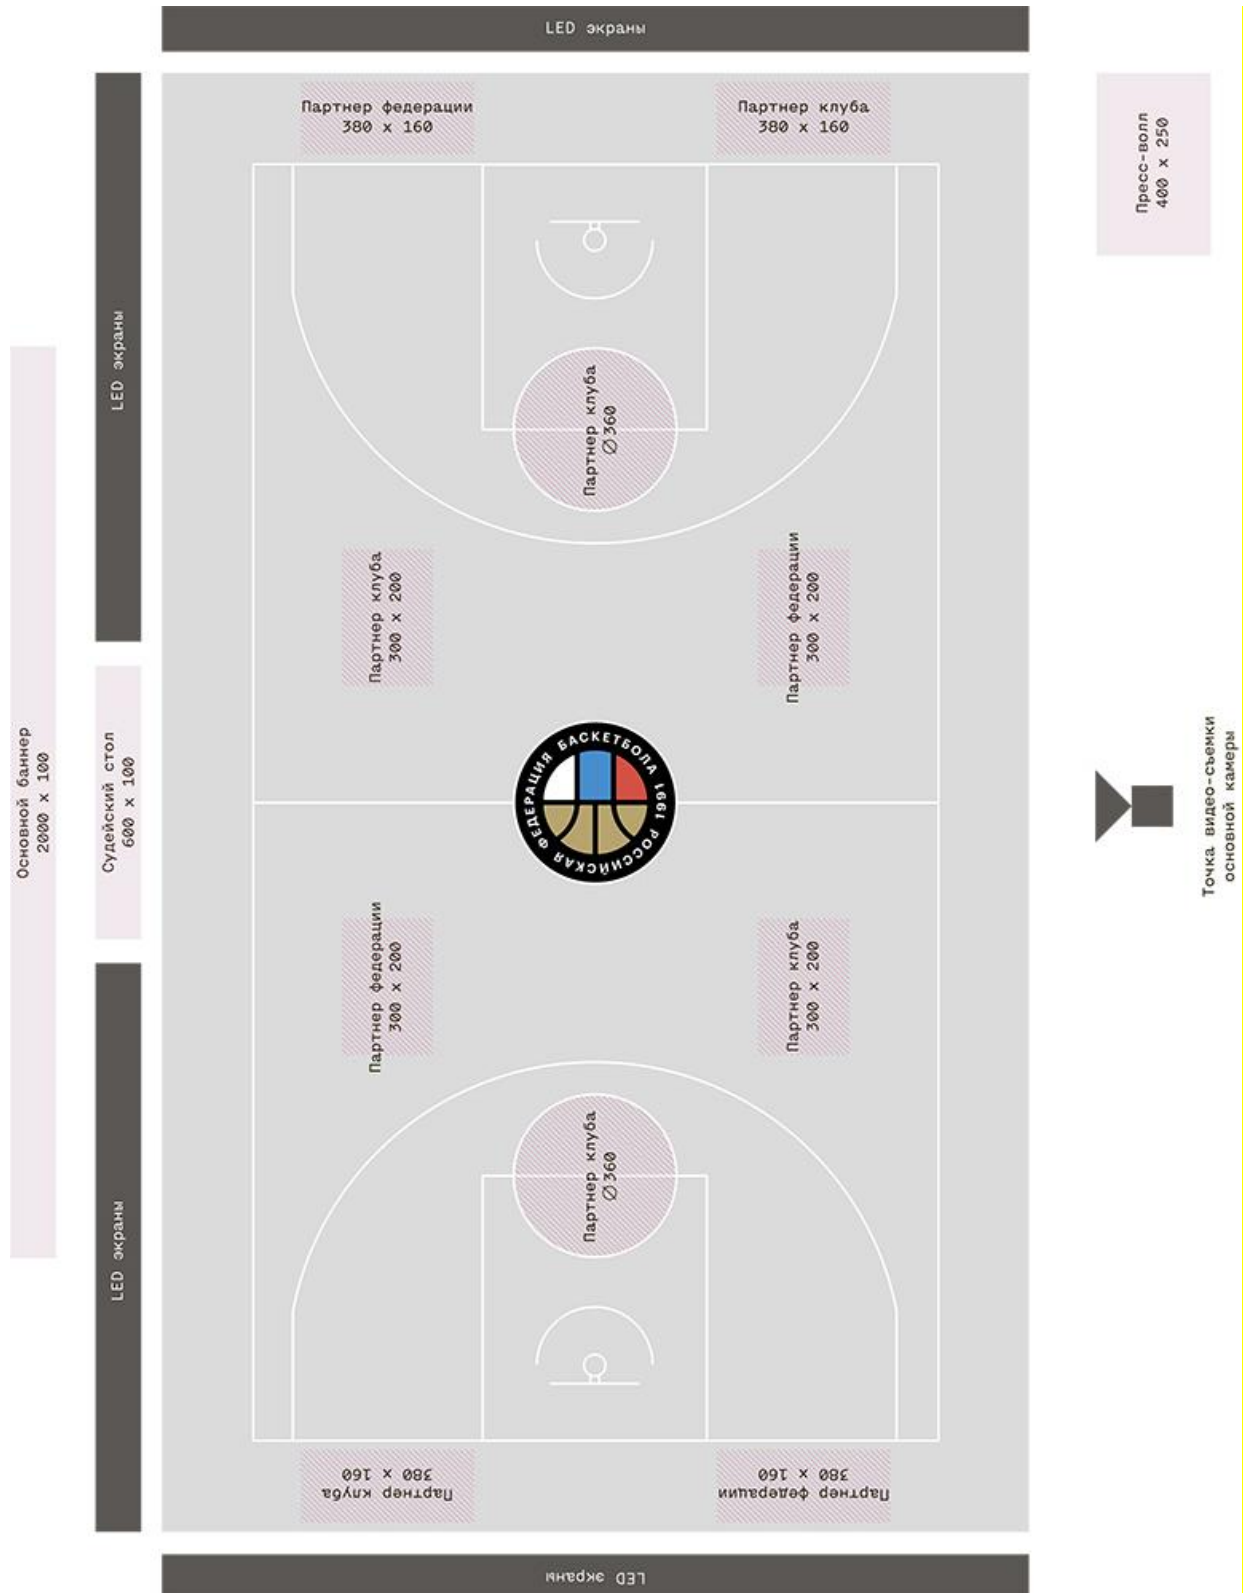 LED экраны
Партнер федерации
380 x 160
Партнер клуба
380 x 160
Пресс-волл
400 x 250
LED экраны
Партнер клуба
∅360
Партнер клуба
300 x 200
Партнер федерации
300 x 200
Основной баннер
2000 x 100
Судейский стол
600 x 100
РОССИЙСКАЯ ФЕДЕРАЦИЯ БАСКЕТБОЛА 1991
Точка видео-съемки
основной камеры
Партнер федерации
300 x 200
Партнер клуба
300 x 200
Партнер клуба
∅360
LED экраны
Партнер клуба
380 x 160
Партнер федерации
380 x 160
LED экраны